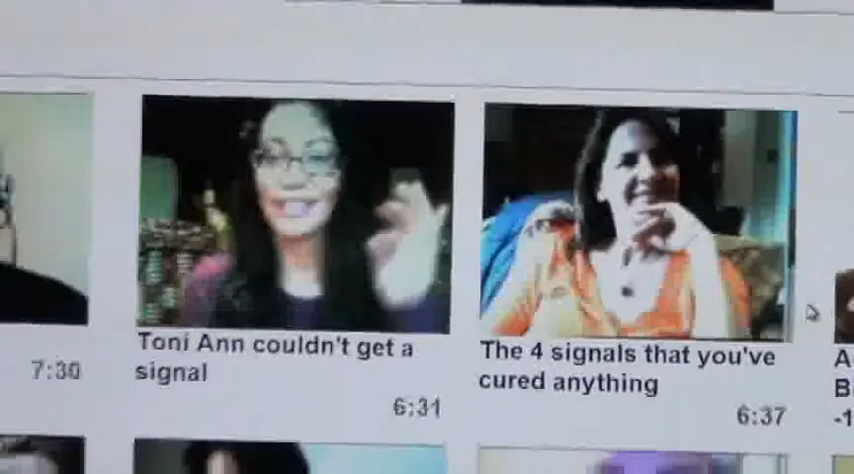 Toni Ann couldn't get a
signal
The 4 signals that you've
cured anything
A
B
-1
7:30
6:31
6:37